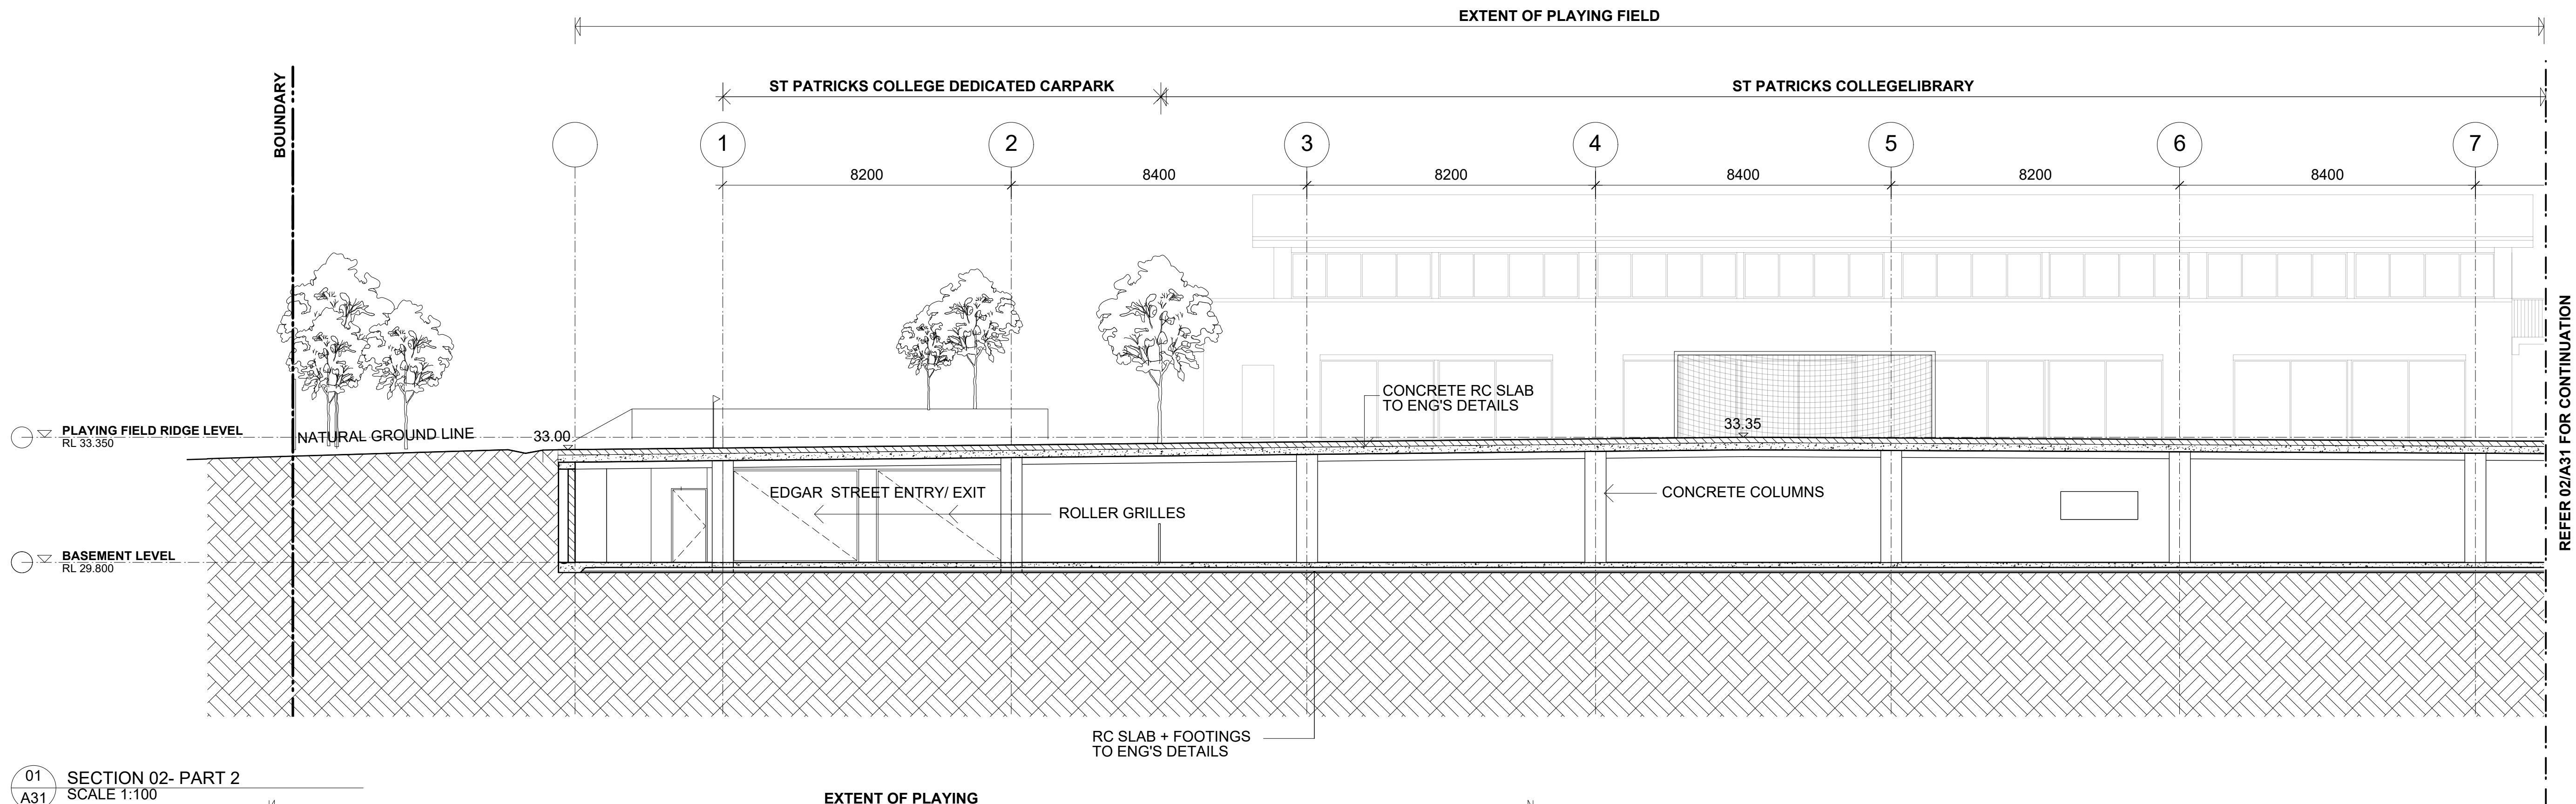 EXTENT OF PLAYING FIELD
BOUNDARY
ST PATRICKS COLLEGE DEDICATED CARPARK
ST PATRICKS COLLEGELIBRARY
1
2
3
4
5
6
7
8200
8400
8200
8400
8200
8400
CONCRETE RC SLAB
TO ENG'S DETAILS
PLAYING FIELD RIDGE LEVEL
RL 33.350
NATURAL GROUND LINE
33.00
33.35
EDGAR STREET ENTRY/ EXIT
ROLLER GRILLES
CONCRETE COLUMNS
BASEMENT LEVEL
RL 29.800
REFER 02/A31 FOR CONTINUATION
RC SLAB + FOOTINGS
TO ENG'S DETAILS
01
A31
SECTION 02- PART 2
SCALE 1:100
EXTENT OF PLAYING